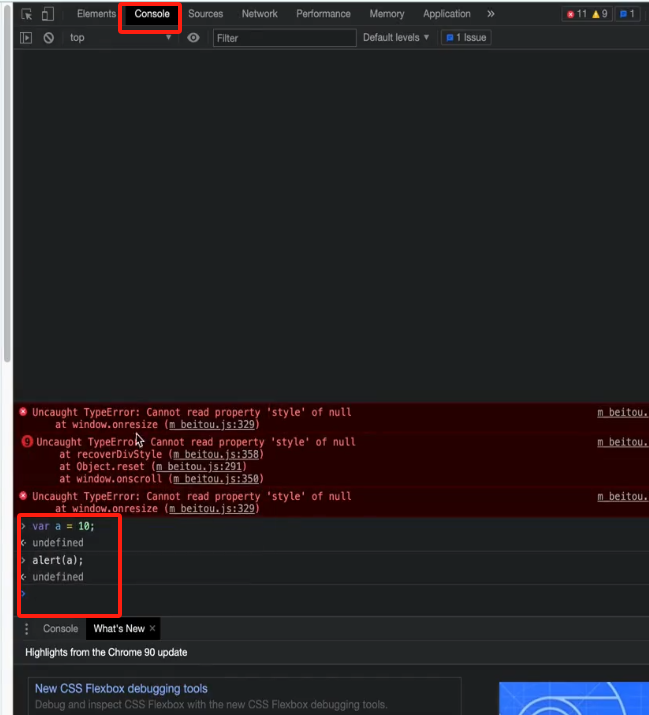 Elements Console Sources Network Performance Memory Application » 11 9 1
top Filter Default levels ▼ 1 Issue
Uncaught TypeError: Cannot read property 'style' of null m_beitou.
at window.onresize (m_beitou.js:329)
9 Uncaught TypeError: Cannot read property 'style' of null m_beitou.
at recoverDivStyle (m_beitou.js:358)
at Object.reset (m_beitou.js:291)
at window.onscroll (m_beitou.js:350)
Uncaught TypeError: Cannot read property 'style' of null m_beitou.
at window.onresize (m_beitou.js:329)
> var a = 10;
< undefined
> alert(a);
< undefined
>
Console What's New ×
Highlights from the Chrome 90 update
New CSS Flexbox debugging tools
Debug and inspect CSS Flexbox with the new CSS Flexbox debugging tools.